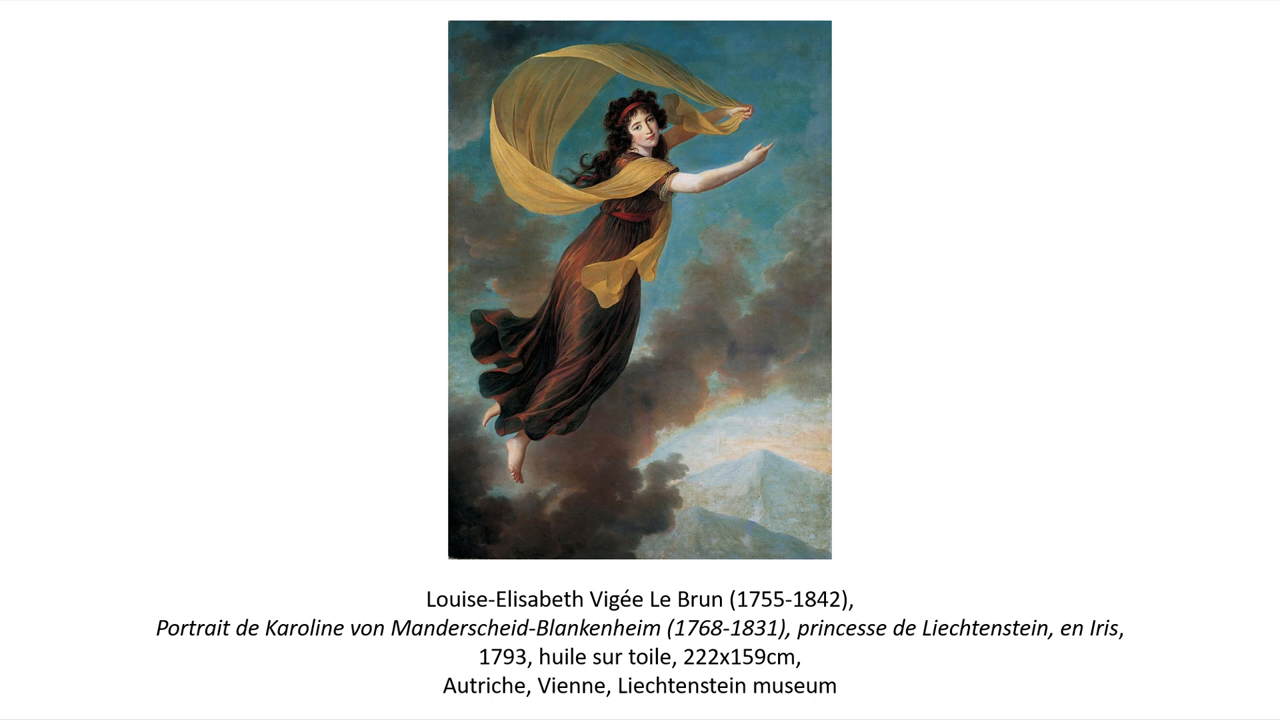 Louise-Elisabeth Vigée Le Brun (1755-1842),
Portrait de Karoline von Manderscheid-Blankenheim (1768-1831), princesse de Liechtenstein, en Iris,
1793, huile sur toile, 222x159cm,
Autriche, Vienne, Liechtenstein museum